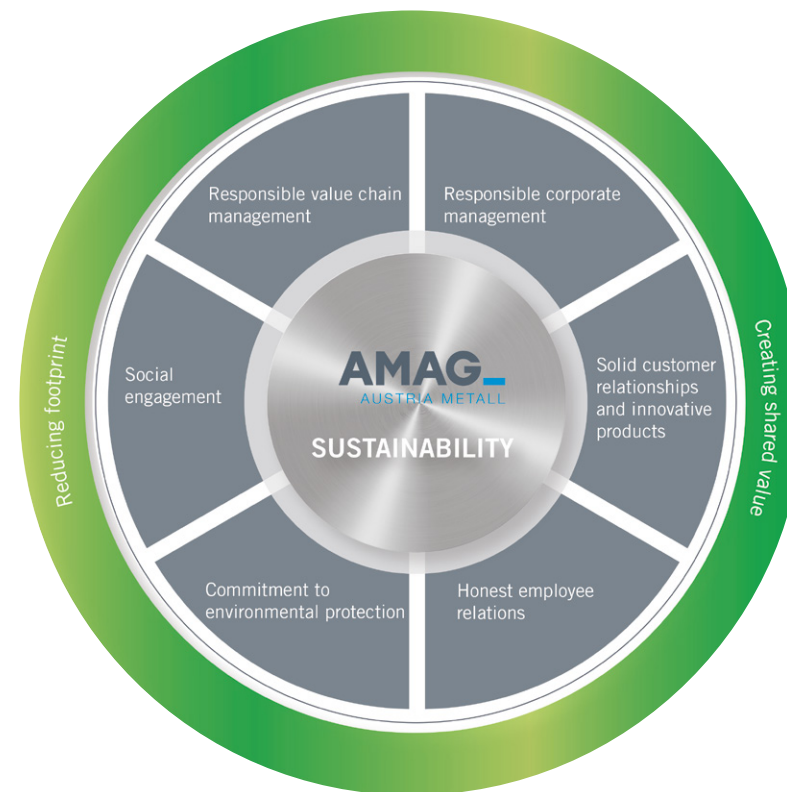 Responsible value chain
management
Responsible corporate
management
Reducing footprint
Social
engagement
AMAG_
AUSTRIA METALL
SUSTAINABILITY
Solid customer
relationships
and innovative
products
Creating shared value
Commitment to
environmental protection
Honest employee
relations